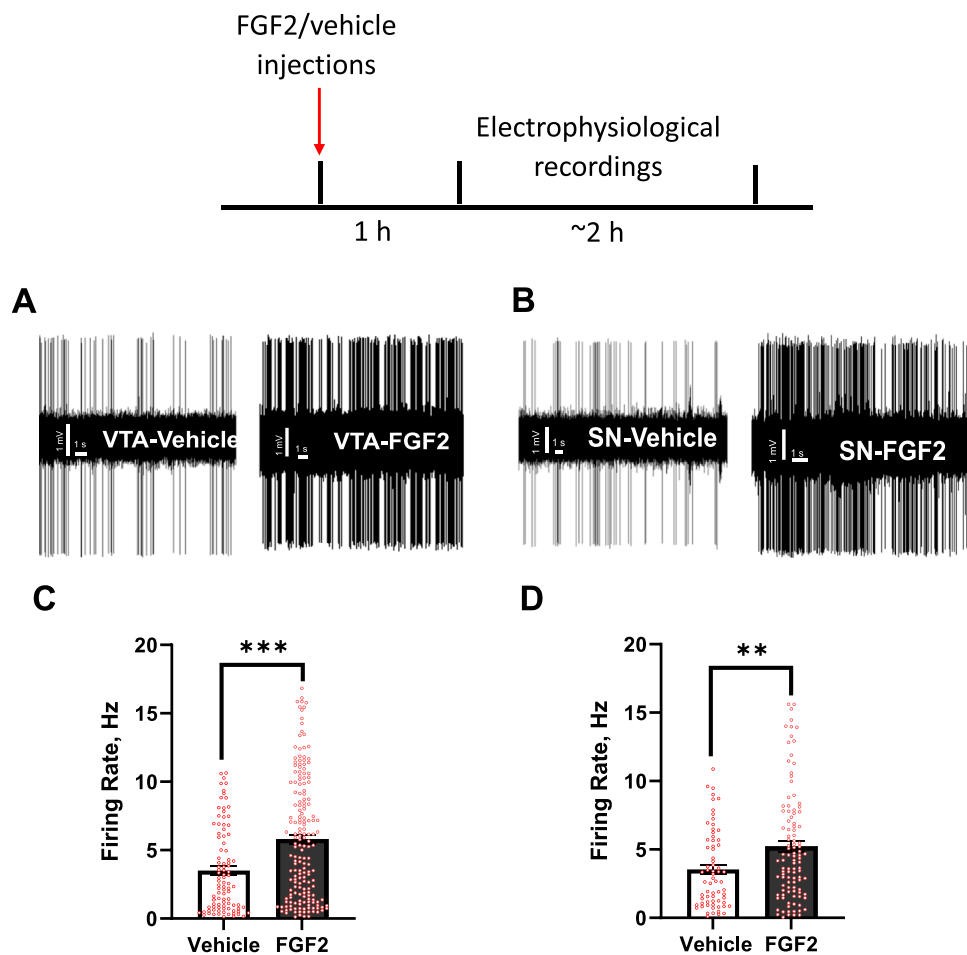 FGF2/vehicle
injections
Electrophysiological
recordings
1 h
~2 h
A
B
1 mV
1 s
VTA-Vehicle
1 mV
1 s
VTA-FGF2
1 mV
1 s
SN-Vehicle
1 mV
1 s
SN-FGF2
C
D
***
20
15
10
5
0
Firing Rate, Hz
Vehicle FGF2
**
20
15
10
5
0
Firing Rate, Hz
Vehicle FGF2